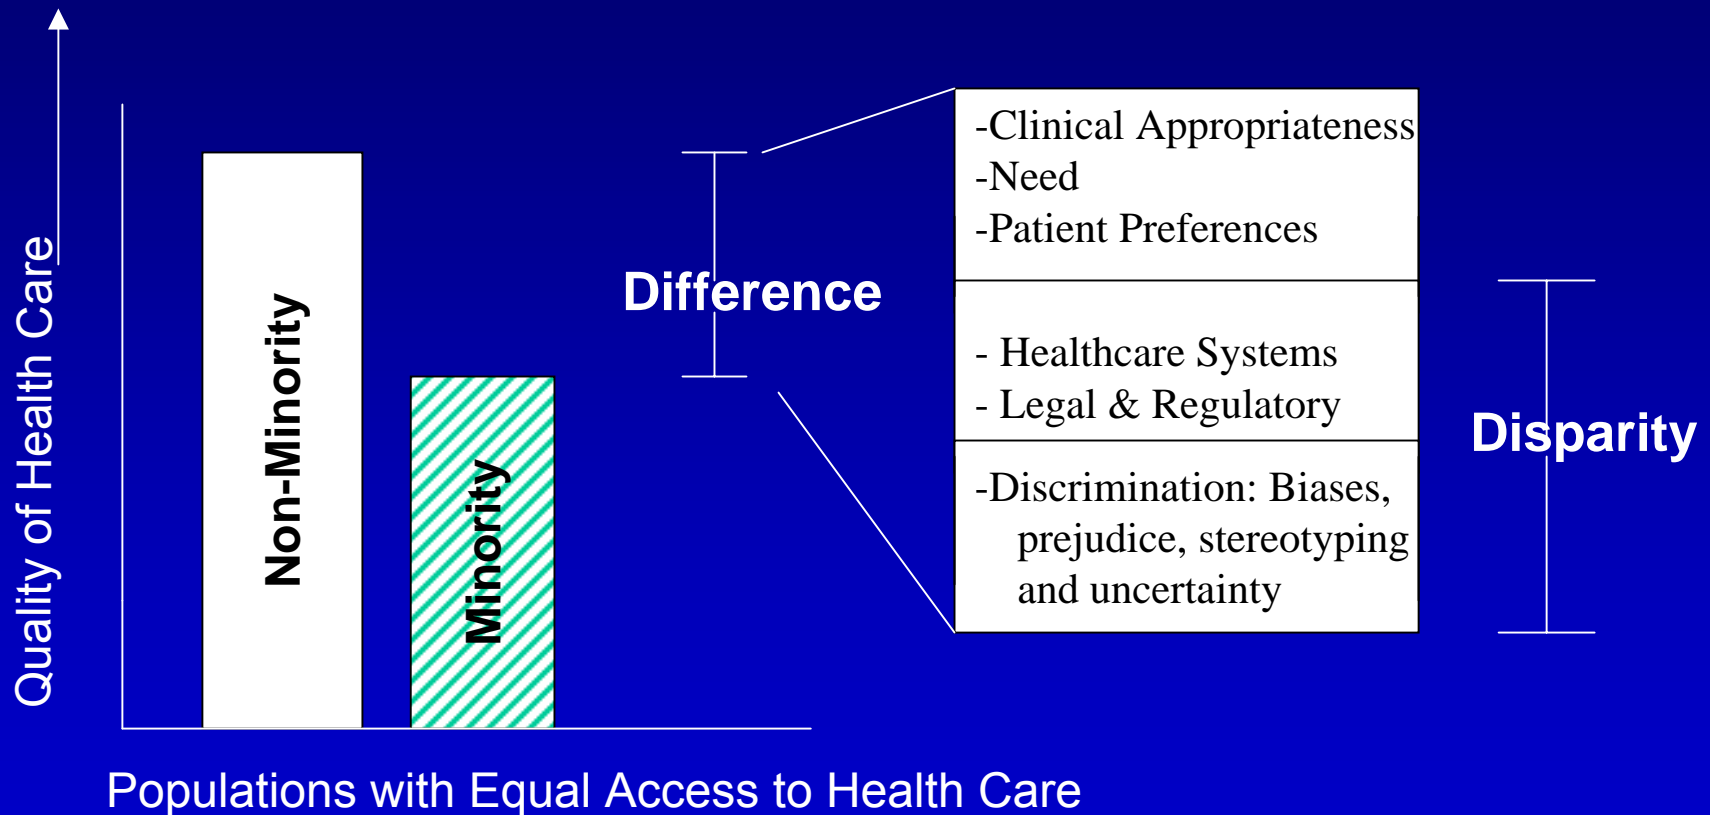 Quality of Health Care
Non-Minority
Minority
Populations with Equal Access to Health Care
Difference
-Clinical Appropriateness
-Need
-Patient Preferences
- Healthcare Systems
- Legal & Regulatory
-Discrimination: Biases,
prejudice, stereotyping
and uncertainty
Disparity